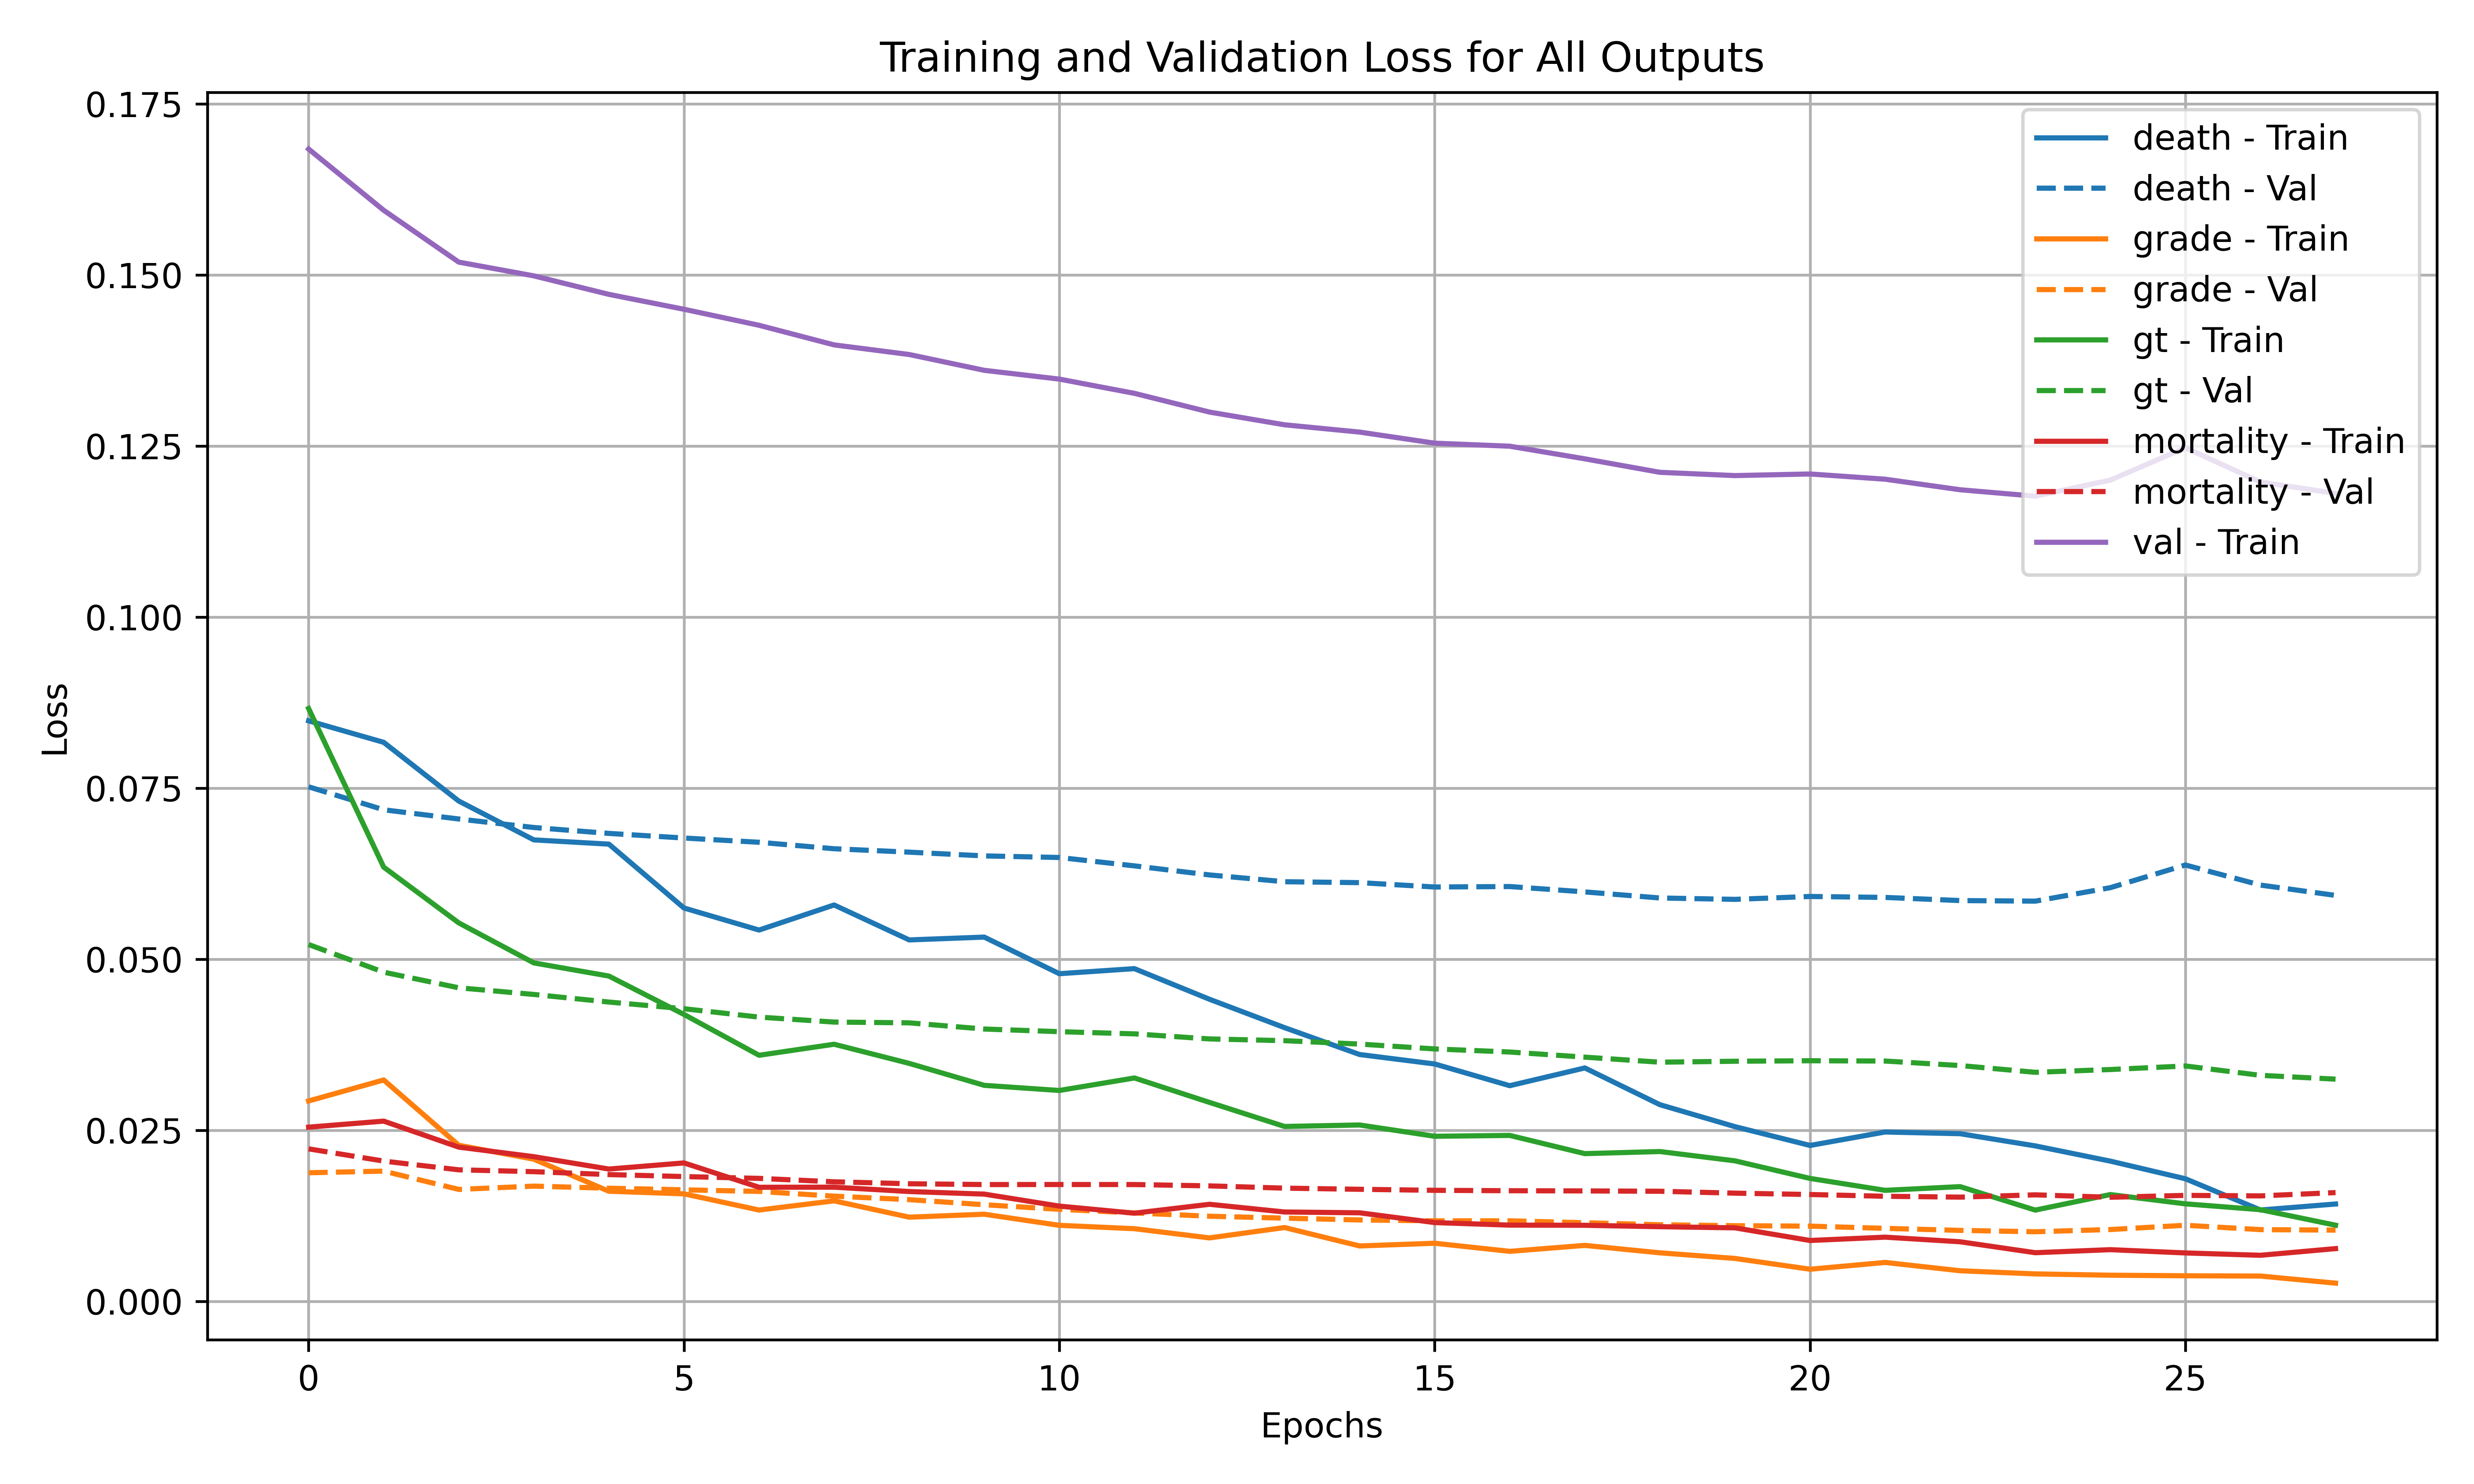 Training and Validation Loss for All Outputs
0.175
0.150
0.125
0.100
0.075
0.050
0.025
0.000
Loss
death - Train
death - Val
grade - Train
grade - Val
gt - Train
gt - Val
mortality - Train
mortality - Val
val - Train
0 5 10 15 20 25
Epochs